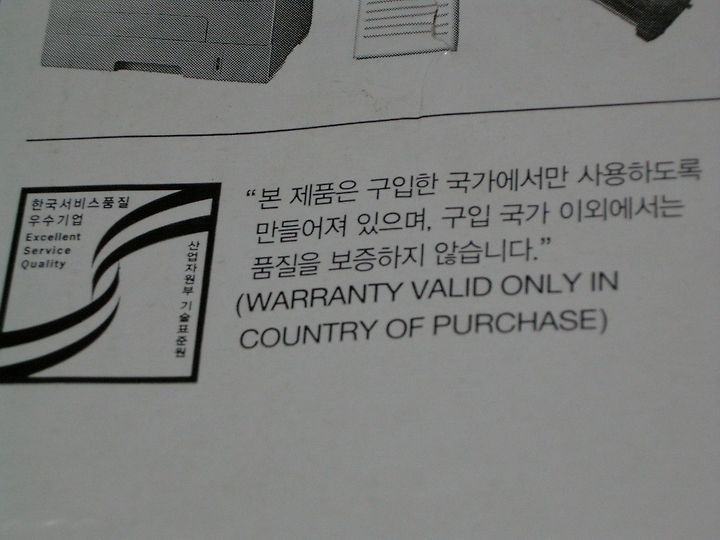 한국서비스품질
우수기업
Excellent
Service
Quality
산업자원부 기술표준원
“본 제품은 구입한 국가에서만 사용하도록
만들어져 있으며, 구입 국가 이외에서는
품질을 보증하지 않습니다.”
(WARRANTY VALID ONLY IN
COUNTRY OF PURCHASE)